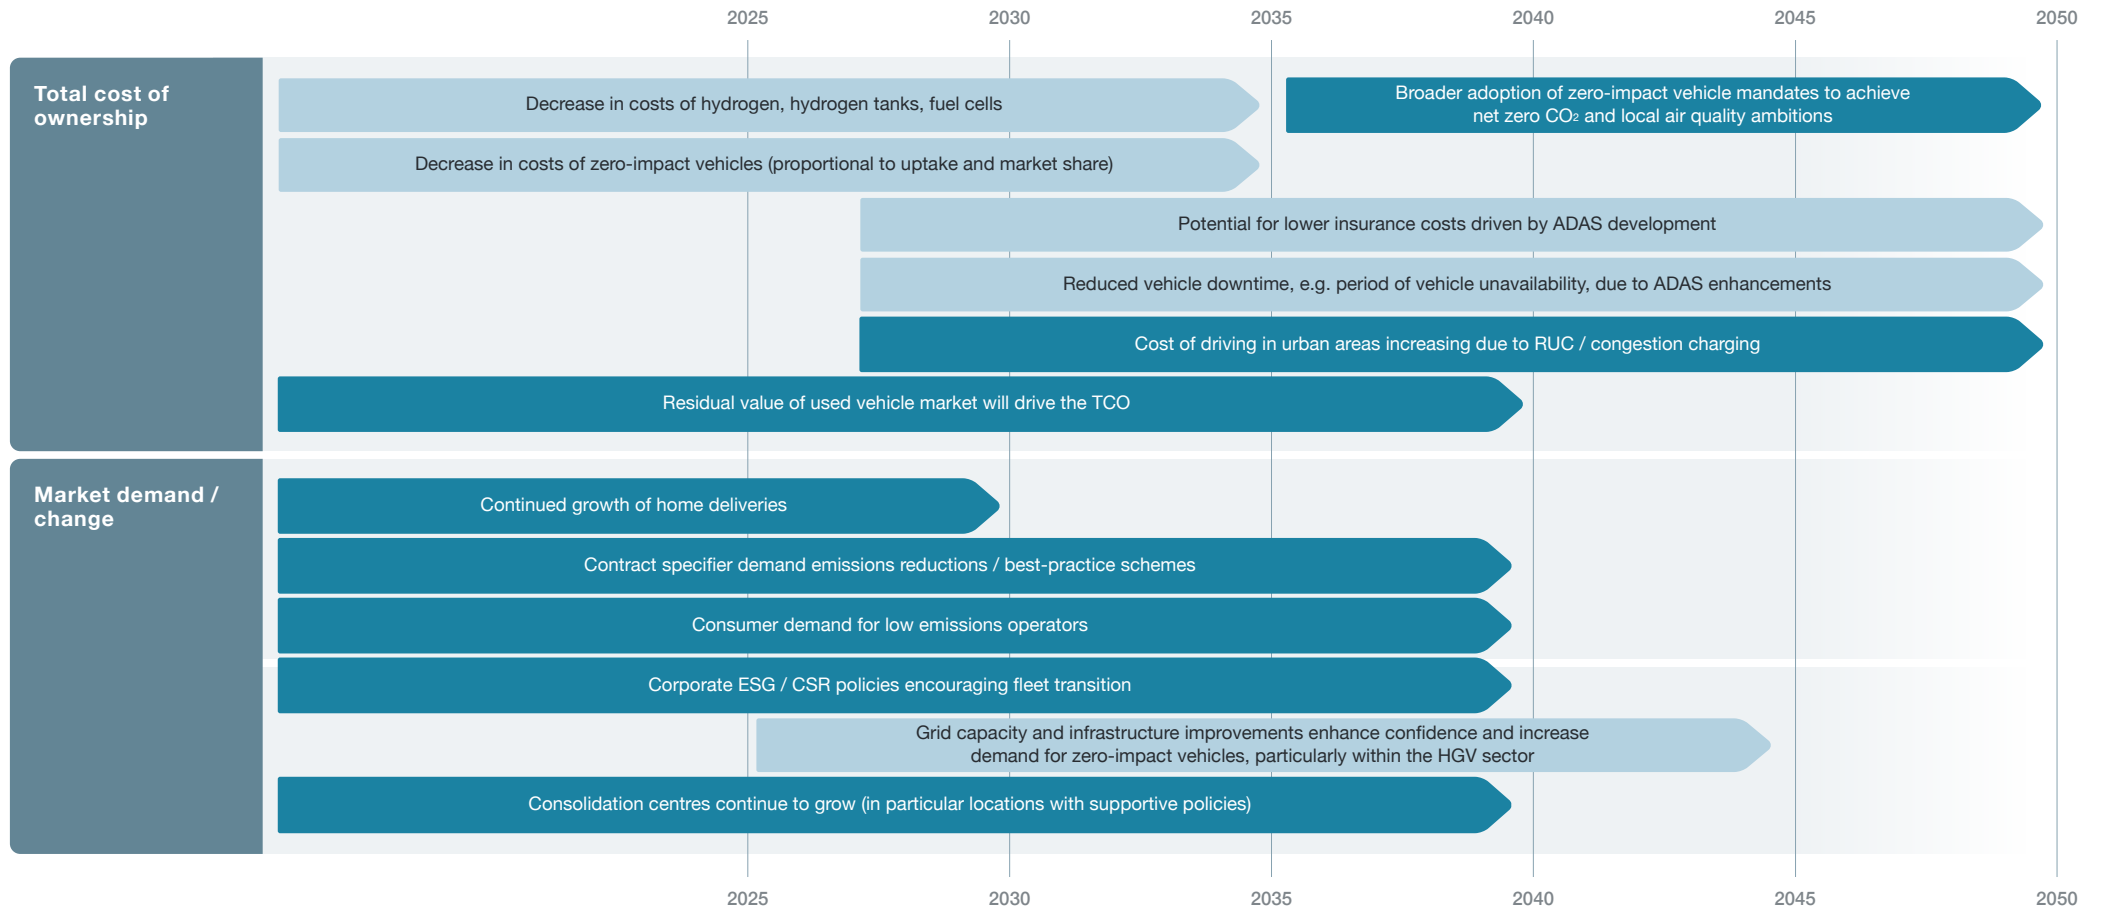 2025 2030 2035 2040 2045 2050
Total cost of
ownership
Decrease in costs of hydrogen, hydrogen tanks, fuel cells
Broader adoption of zero-impact vehicle mandates to achieve
net zero CO₂ and local air quality ambitions
Decrease in costs of zero-impact vehicles (proportional to uptake and market share)
Potential for lower insurance costs driven by ADAS development
Reduced vehicle downtime, e.g. period of vehicle unavailability, due to ADAS enhancements
Cost of driving in urban areas increasing due to RUC / congestion charging
Residual value of used vehicle market will drive the TCO
Market demand /
change
Continued growth of home deliveries
Contract specifier demand emissions reductions / best-practice schemes
Consumer demand for low emissions operators
Corporate ESG / CSR policies encouraging fleet transition
Grid capacity and infrastructure improvements enhance confidence and increase
demand for zero-impact vehicles, particularly within the HGV sector
Consolidation centres continue to grow (in particular locations with supportive policies)
2025 2030 2035 2040 2045 2050